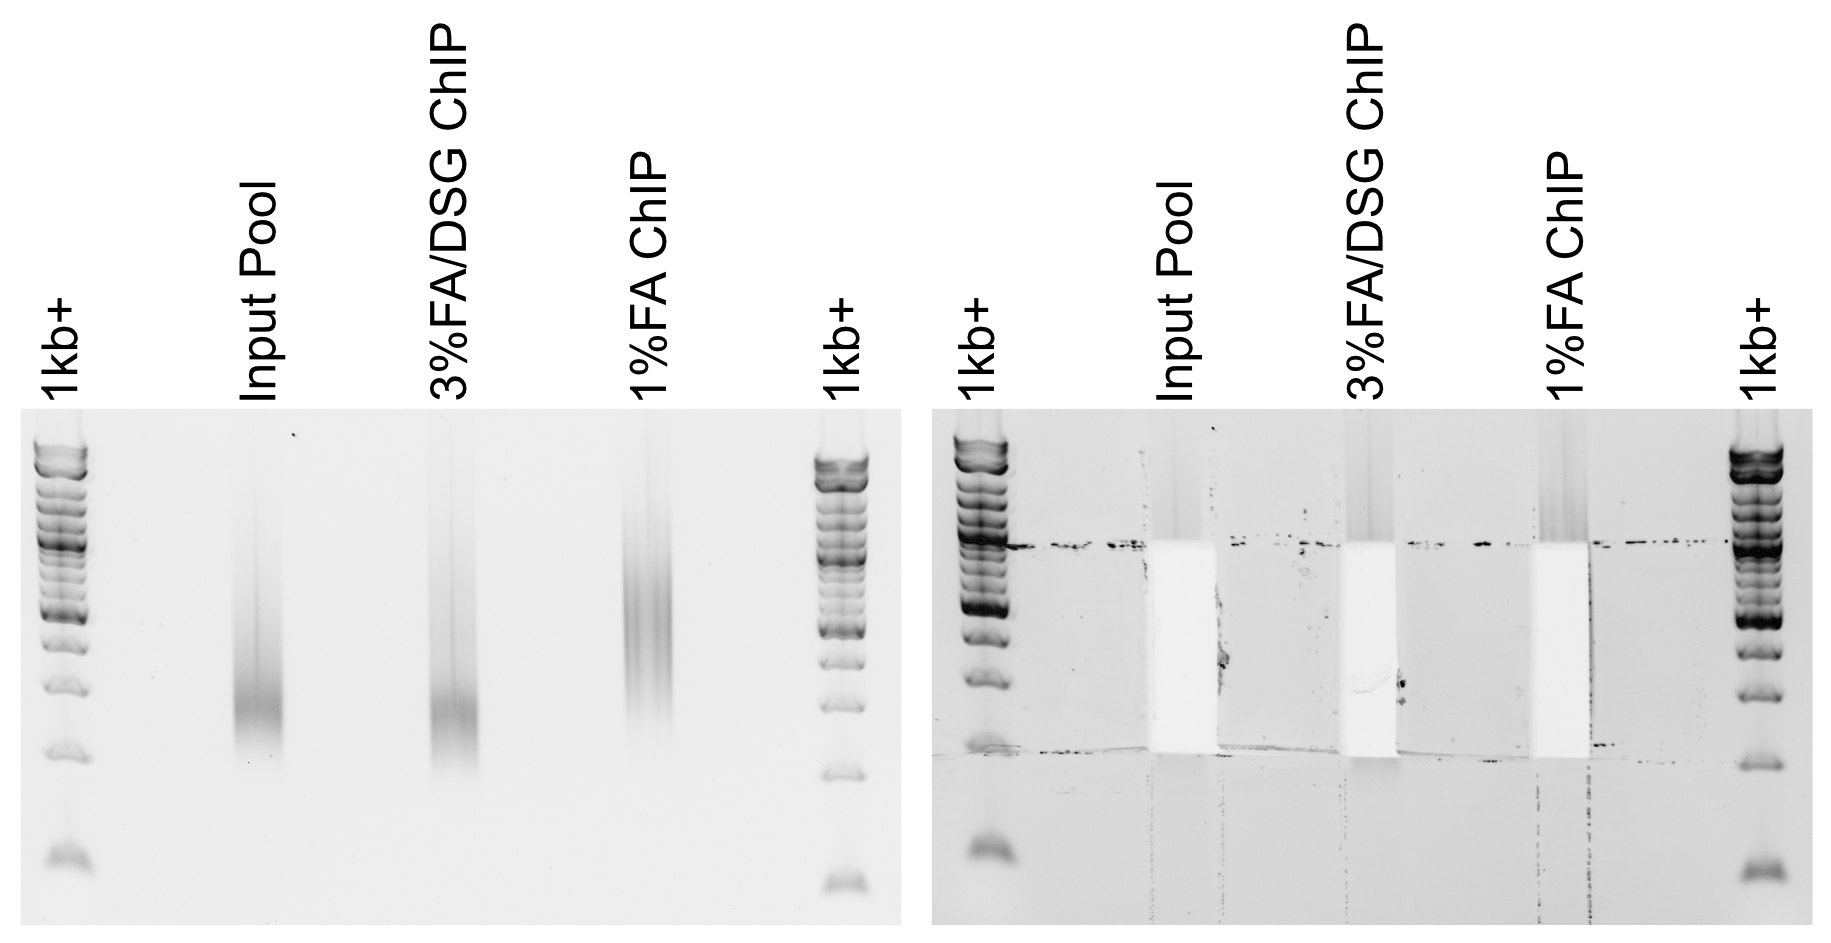 1kb+
Input Pool
3%FA/DSG ChIP
1%FA ChIP
1kb+
1kb+
Input Pool
3%FA/DSG ChIP
1%FA ChIP
1kb+